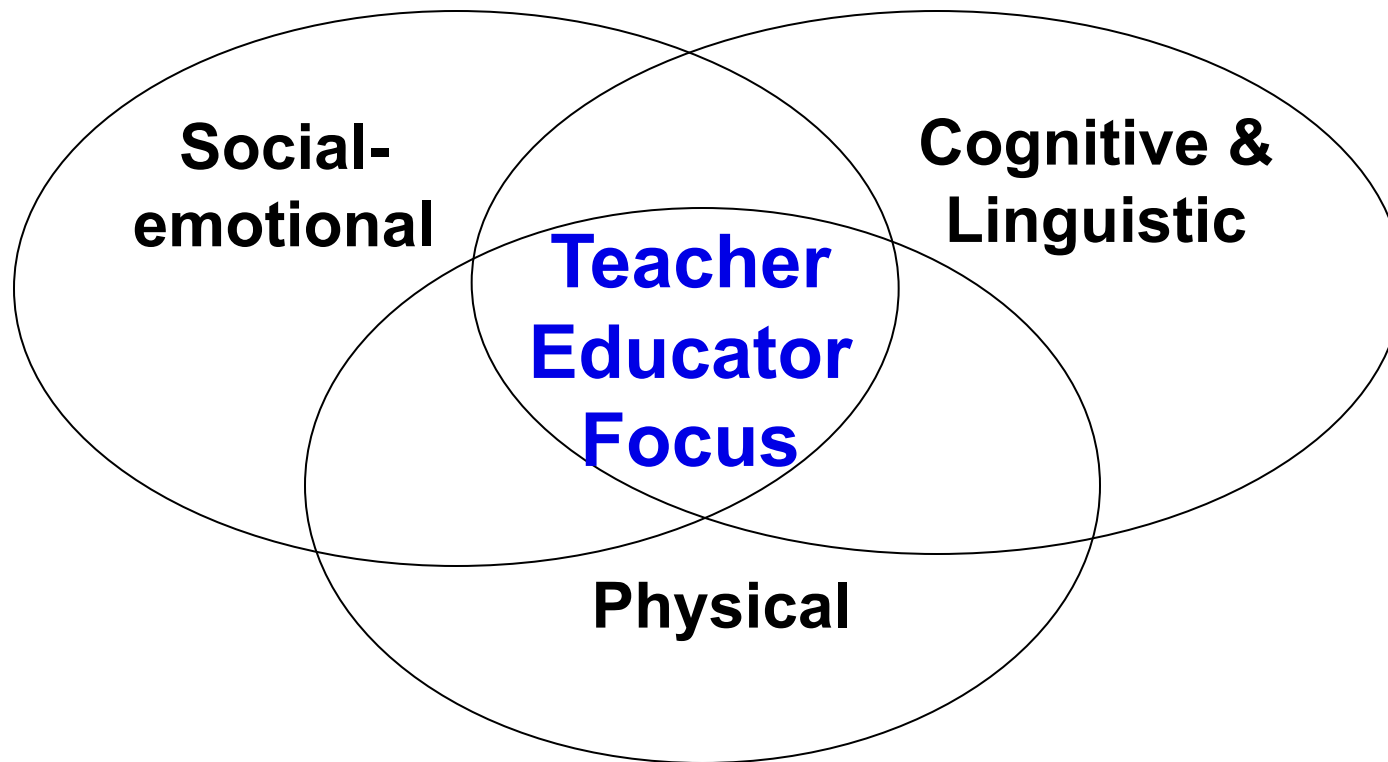 Social-
emotional
Cognitive &
Linguistic
Teacher
Educator
Focus
Physical